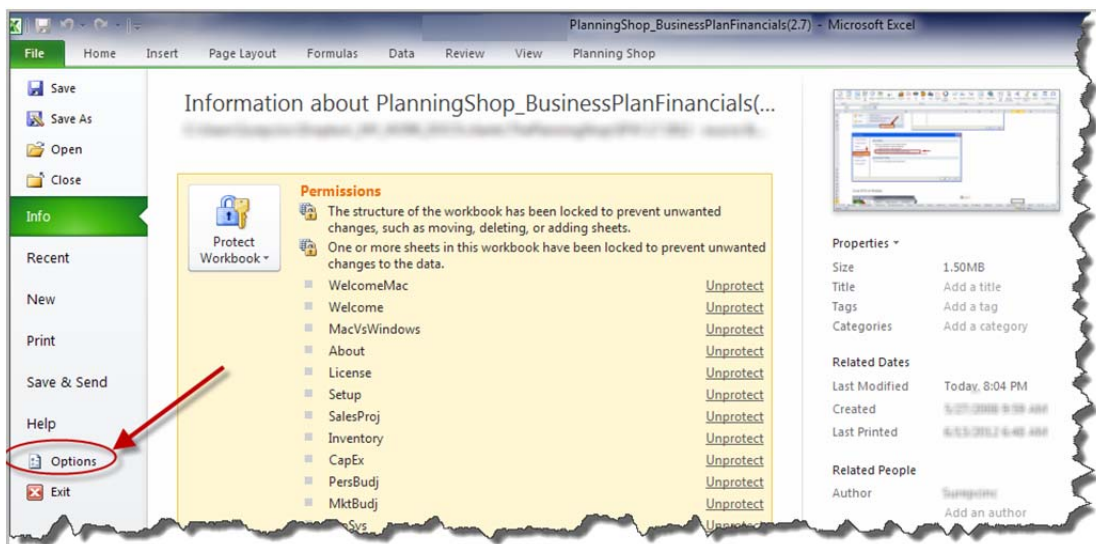 PlanningShop_BusinessPlanFinancials(2.7) - Microsoft Excel
File Home Insert Page Layout Formulas Data Review View Planning Shop
Save
Save As
Open
Close
Info
Recent
New
Print
Save & Send
Help
Options
Exit
Information about PlanningShop_BusinessPlanFinancials(...
Protect
Workbook
Permissions
The structure of the workbook has been locked to prevent unwanted
changes, such as moving, deleting, or adding sheets.
One or more sheets in this workbook have been locked to prevent unwanted
changes to the data.
WelcomeMac Unprotect
Welcome Unprotect
MacVsWindows Unprotect
About Unprotect
License Unprotect
Setup Unprotect
SalesProj Unprotect
Inventory Unprotect
CapEx Unprotect
PersBudj Unprotect
MktBudj Unprotect
Properties
Size 1.50MB
Title Add a title
Tags Add a tag
Categories Add a category
Related Dates
Last Modified Today, 8:04 PM
Created
Last Printed
Related People
Author
Add an author